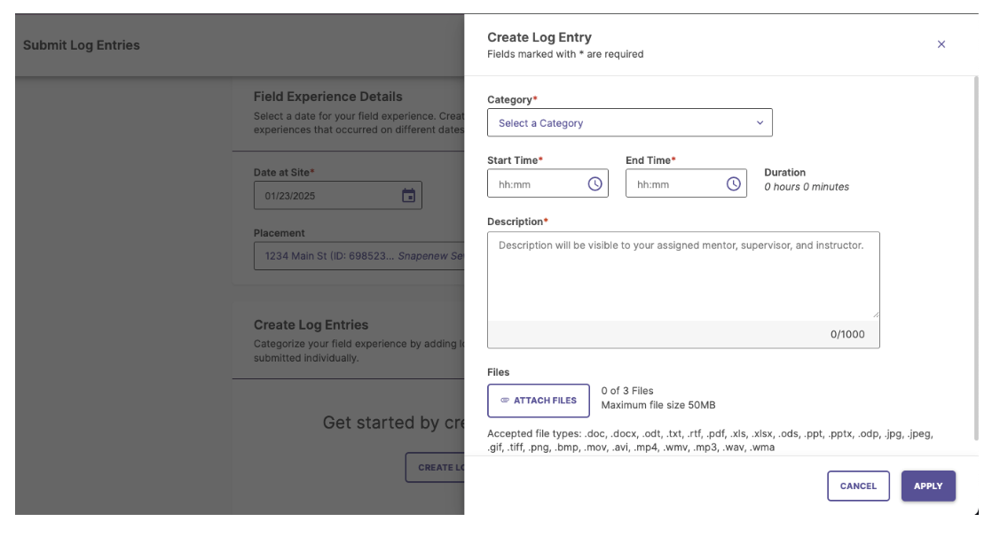 Submit Log Entries
Field Experience Details
Select a date for your field experience. Creat
experiences that occurred on different dates
Date at Site*
01/23/2025
Placement
1234 Main St (ID: 698523... Snapenew Se
Create Log Entries
Categorize your field experience by adding lo
submitted individually.
Get started by cre
CREATE LO
Create Log Entry
Fields marked with * are required
Category*
Select a Category
Start Time*
End Time*
Duration
hh:mm
hh:mm
0 hours 0 minutes
Description*
Description will be visible to your assigned mentor, supervisor, and instructor.
0/1000
Files
ATTACH FILES
0 of 3 Files
Maximum file size 50MB
Accepted file types: .doc, .docx, .odt, .txt, .rtf, .pdf, .xls, .xlsx, .ods, .ppt, .pptx, .odp, .jpg, .jpeg,
.gif, .tiff, .png, .bmp, .mov, .avi, .mp4, .wmv, .mp3, .wav, .wma
CANCEL
APPLY